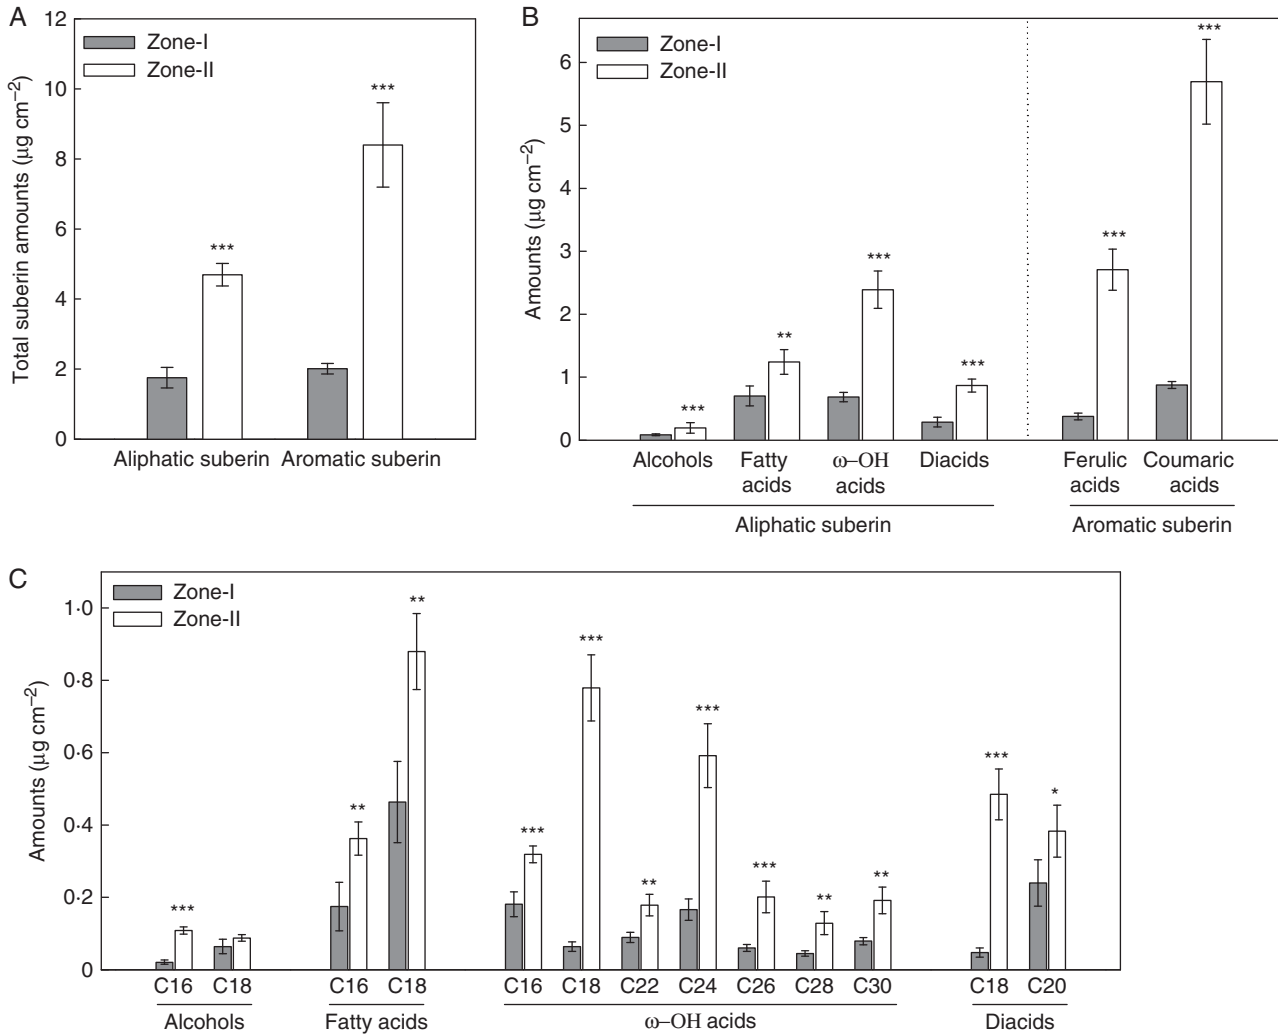 A
12
10
8
6
4
2
0
Total suberin amounts (μg cm−2)
Zone-I
Zone-II
***
***
Aliphatic suberin Aromatic suberin
B
6
5
4
3
2
1
0
Amounts (μg cm−2)
Zone-I
Zone-II
***
**
***
***
***
***
Alcohols Fatty acids ω–OH acids Diacids Ferulic acids Coumaric acids
Aliphatic suberin Aromatic suberin
C
1·0
0·8
0·6
0·4
0·2
0
Amounts (μg cm−2)
Zone-I
Zone-II
***
**
**
***
***
**
***
***
**
**
***
*
C16 C18 C16 C18 C16 C18 C22 C24 C26 C28 C30 C18 C20
Alcohols Fatty acids ω–OH acids Diacids